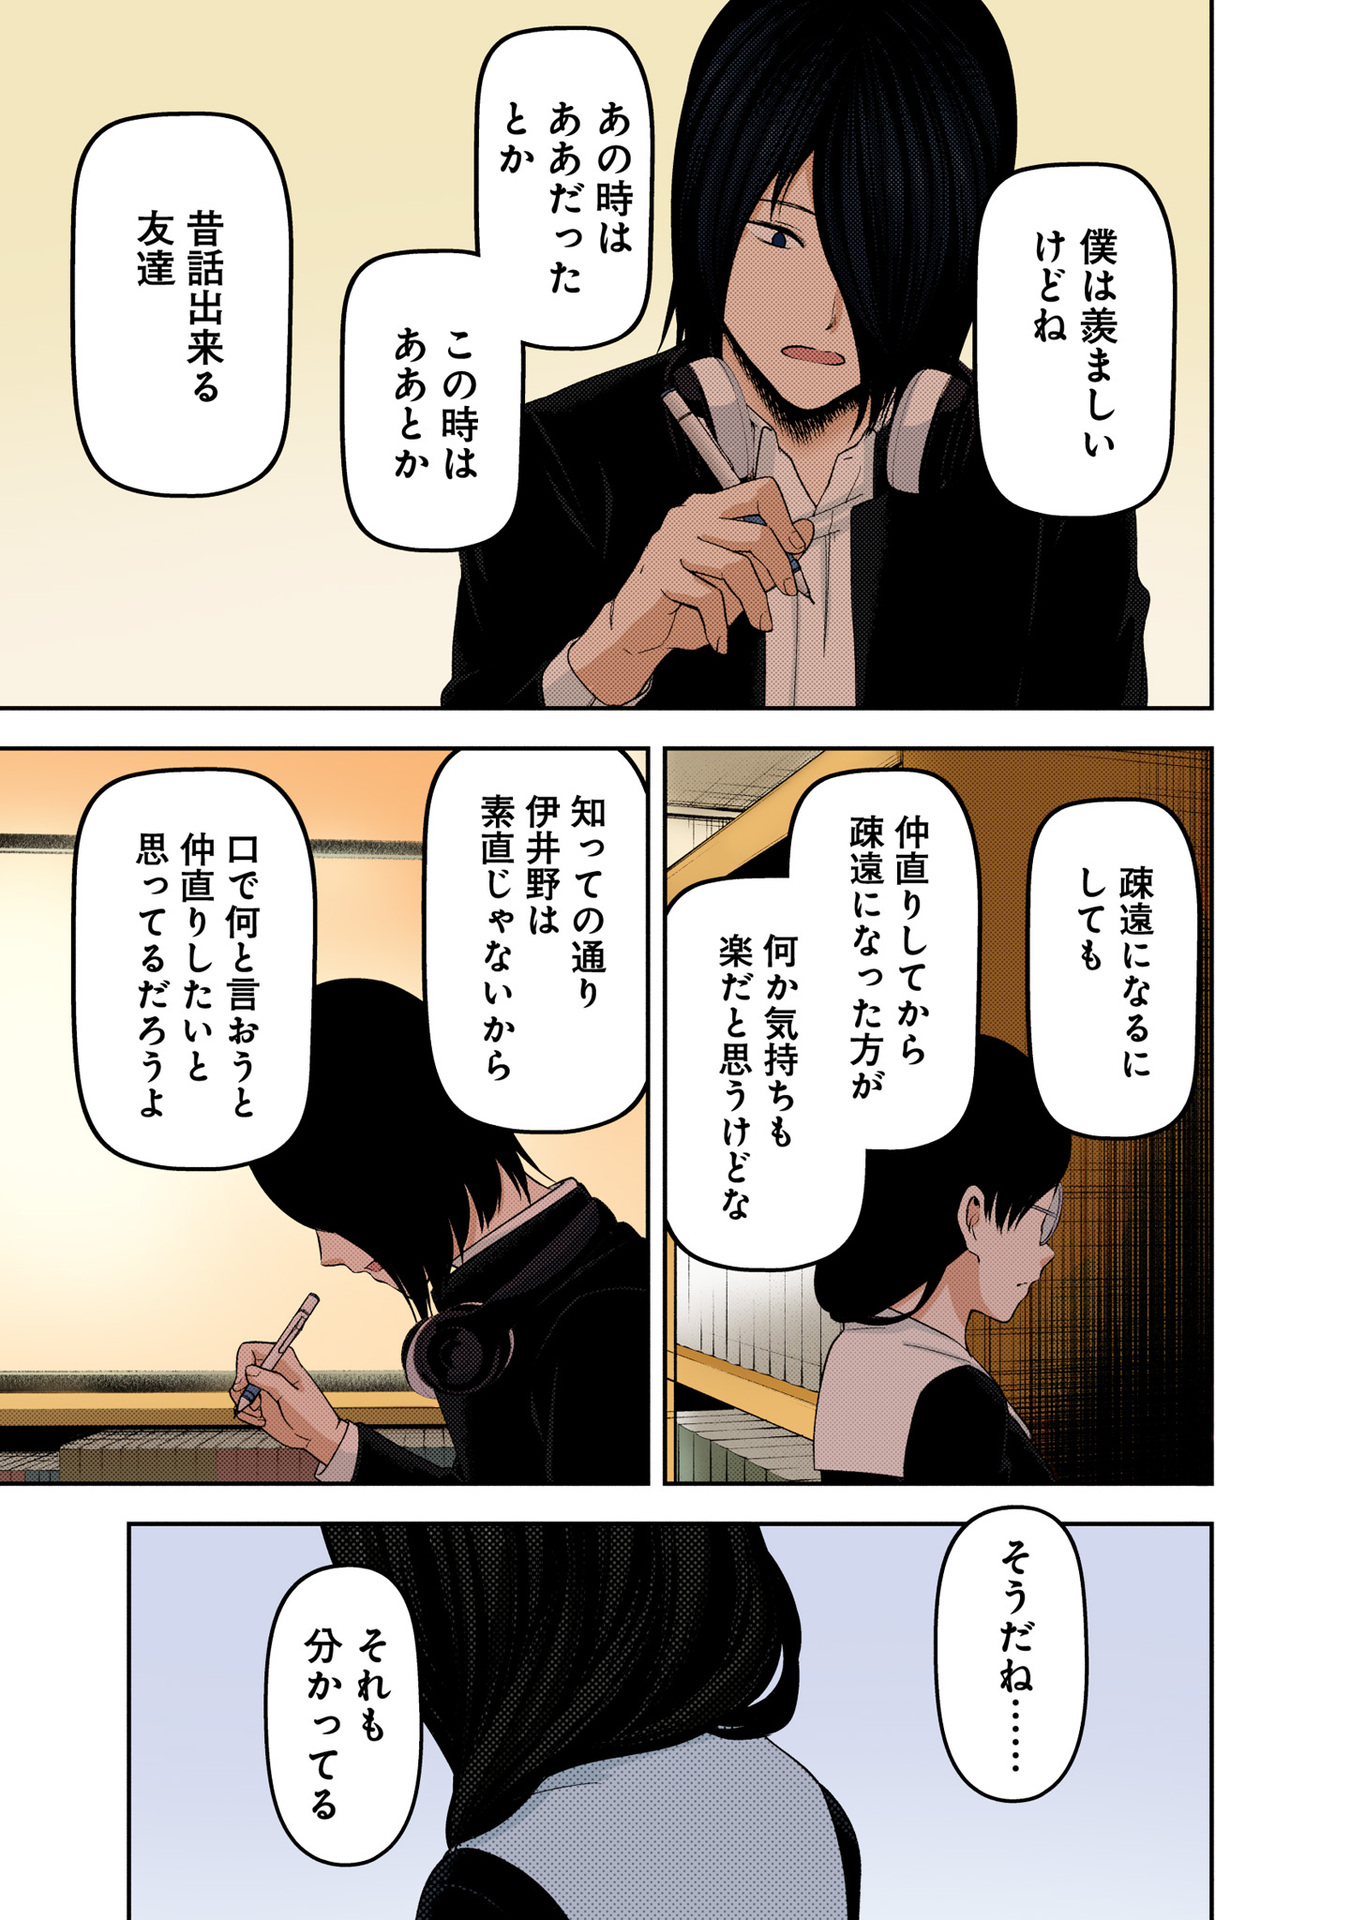 僕は羨ましい
けどね
あの時は
ああだった
とか
この時は
ああとか
昔話出来る
友達
疎遠になるに
しても
仲直りしてから
疎遠になった方が
何か気持ちも
楽だと思うけどな
知っての通り
伊井野は
素直じゃないから
口で何と言おうと
仲直りしたいと
思ってるだろうよ
そうだね……
それも
分かってる